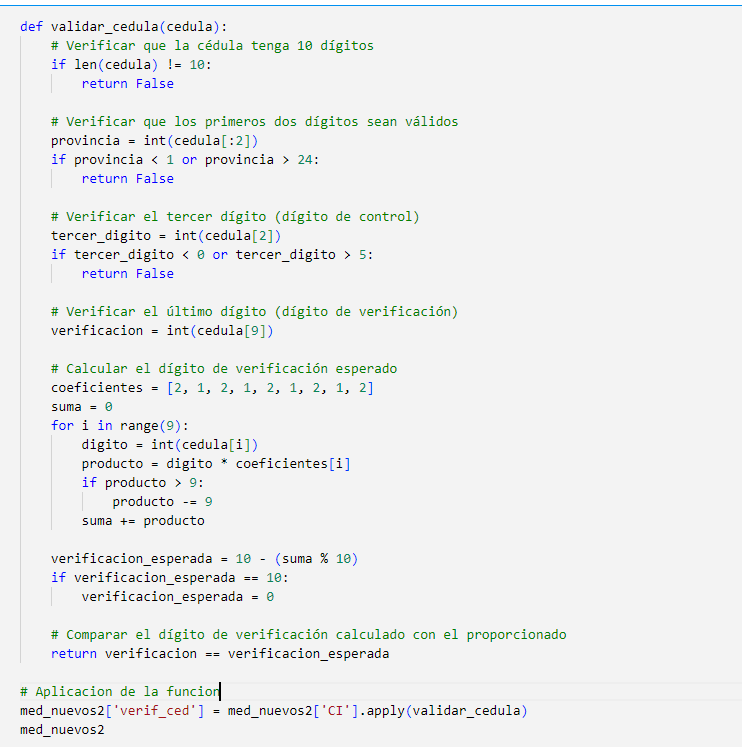 def validar_cedula(cedula):
    # Verificar que la cédula tenga 10 dígitos
    if len(cedula) != 10:
        return False

    # Verificar que los primeros dos dígitos sean válidos
    provincia = int(cedula[:2])
    if provincia < 1 or provincia > 24:
        return False

    # Verificar el tercer dígito (dígito de control)
    tercer_digito = int(cedula[2])
    if tercer_digito < 0 or tercer_digito > 5:
        return False

    # Verificar el último dígito (dígito de verificación)
    verificacion = int(cedula[9])

    # Calcular el dígito de verificación esperado
    coeficientes = [2, 1, 2, 1, 2, 1, 2, 1, 2]
    suma = 0
    for i in range(9):
        digito = int(cedula[i])
        producto = digito * coeficientes[i]
        if producto > 9:
            producto -= 9
        suma += producto

    verificacion_esperada = 10 - (suma % 10)
    if verificacion_esperada == 10:
        verificacion_esperada = 0

    # Comparar el dígito de verificación calculado con el proporcionado
    return verificacion == verificacion_esperada

# Aplicacion de la funcion
med_nuevos2['verif_ced'] = med_nuevos2['CI'].apply(validar_cedula)
med_nuevos2